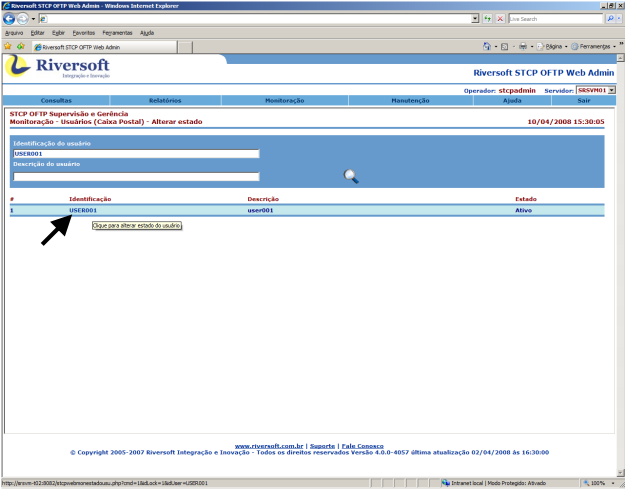 Riversoft STCP OFTP Web Admin - Windows Internet Explorer
Live Search
Arquivo Editar Exibir Favoritos Ferramentas Ajuda
Riversoft STCP OFTP Web Admin
Página Ferramentas
Riversoft
Integração e Inovação
Riversoft STCP OFTP Web Admin
Operador: stcpadmin Servidor: SRSVM01
Consultas Relatórios Monitoração Manutenção Ajuda Sair
STCP OFTP Supervisão e Gerência
Monitoração - Usuários (Caixa Postal) - Alterar estado 10/04/2008 15:30:05
Identificação do usuário
USER001
Descrição do usuário
# Identificação Descrição Estado
1 USER001 user001 Ativo
Clique para alterar estado do usuário
www.riversoft.com.br | Suporte | Fale Conosco
© Copyright 2005-2007 Riversoft Integração e Inovação - Todos os direitos reservados Versão 4.0.0-4057 última atualização 02/04/2008 às 16:30:00
http://srsvm-t02:8082/stcpwebmonestadousu.php?cmd=1&idLock=1&idUser=USER001
Intranet local | Modo Protegido: Ativado 100%